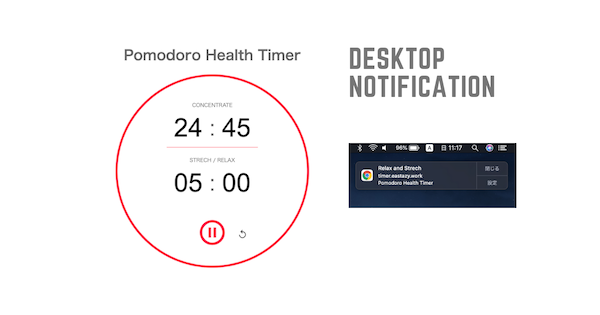 Pomodoro Health Timer
CONCENTRATE
24 : 45
STRECH / RELAX
05 : 00
DESKTOP
NOTIFICATION
96% A 日 11:17
Relax and Strech
timer.eastazy.work
Pomodoro Health Timer
閉じる
設定